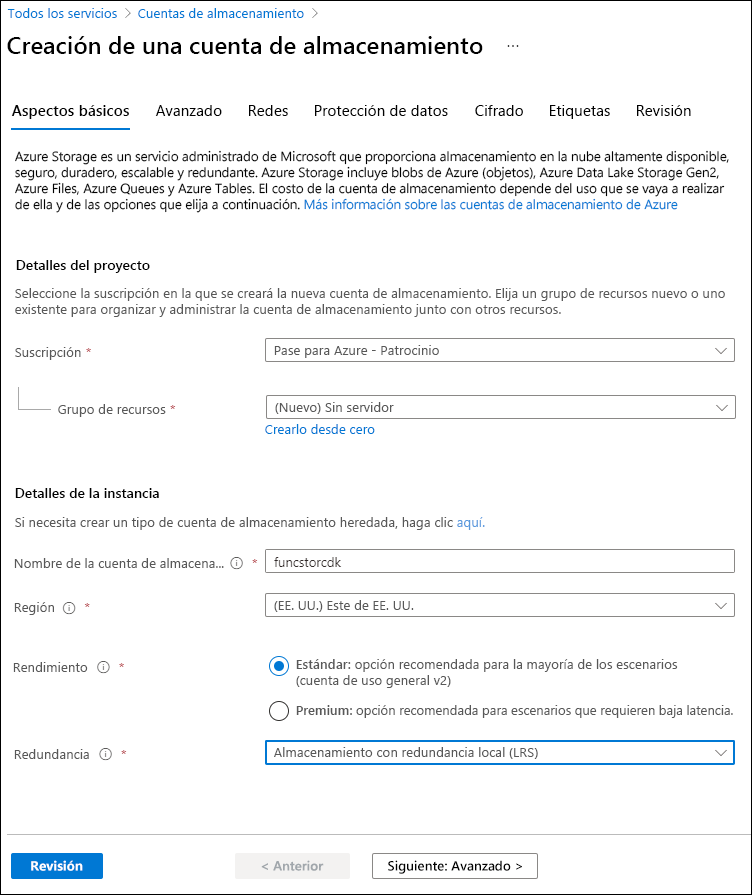 Todos los servicios > Cuentas de almacenamiento >
Creación de una cuenta de almacenamiento ...
Aspectos básicos Avanzado Redes Protección de datos Cifrado Etiquetas Revisión
Azure Storage es un servicio administrado de Microsoft que proporciona almacenamiento en la nube altamente disponible,
seguro, duradero, escalable y redundante. Azure Storage incluye blobs de Azure (objetos), Azure Data Lake Storage Gen2,
Azure Files, Azure Queues y Azure Tables. El costo de la cuenta de almacenamiento depende del uso que se vaya a realizar
de ella y de las opciones que elija a continuación. Más información sobre las cuentas de almacenamiento de Azure
Detalles del proyecto
Seleccione la suscripción en la que se creará la nueva cuenta de almacenamiento. Elija un grupo de recursos nuevo o uno
existente para organizar y administrar la cuenta de almacenamiento junto con otros recursos.
Suscripción * Pase para Azure - Patrocinio
Grupo de recursos * (Nuevo) Sin servidor
Crearlo desde cero
Detalles de la instancia
Si necesita crear un tipo de cuenta de almacenamiento heredada, haga clic aquí.
Nombre de la cuenta de almacena... * funcstorcdk
Región * (EE. UU.) Este de EE. UU.
Rendimiento * Estándar: opción recomendada para la mayoría de los escenarios
(cuenta de uso general v2)
Premium: opción recomendada para escenarios que requieren baja latencia.
Redundancia * Almacenamiento con redundancia local (LRS)
Revisión < Anterior Siguiente: Avanzado >